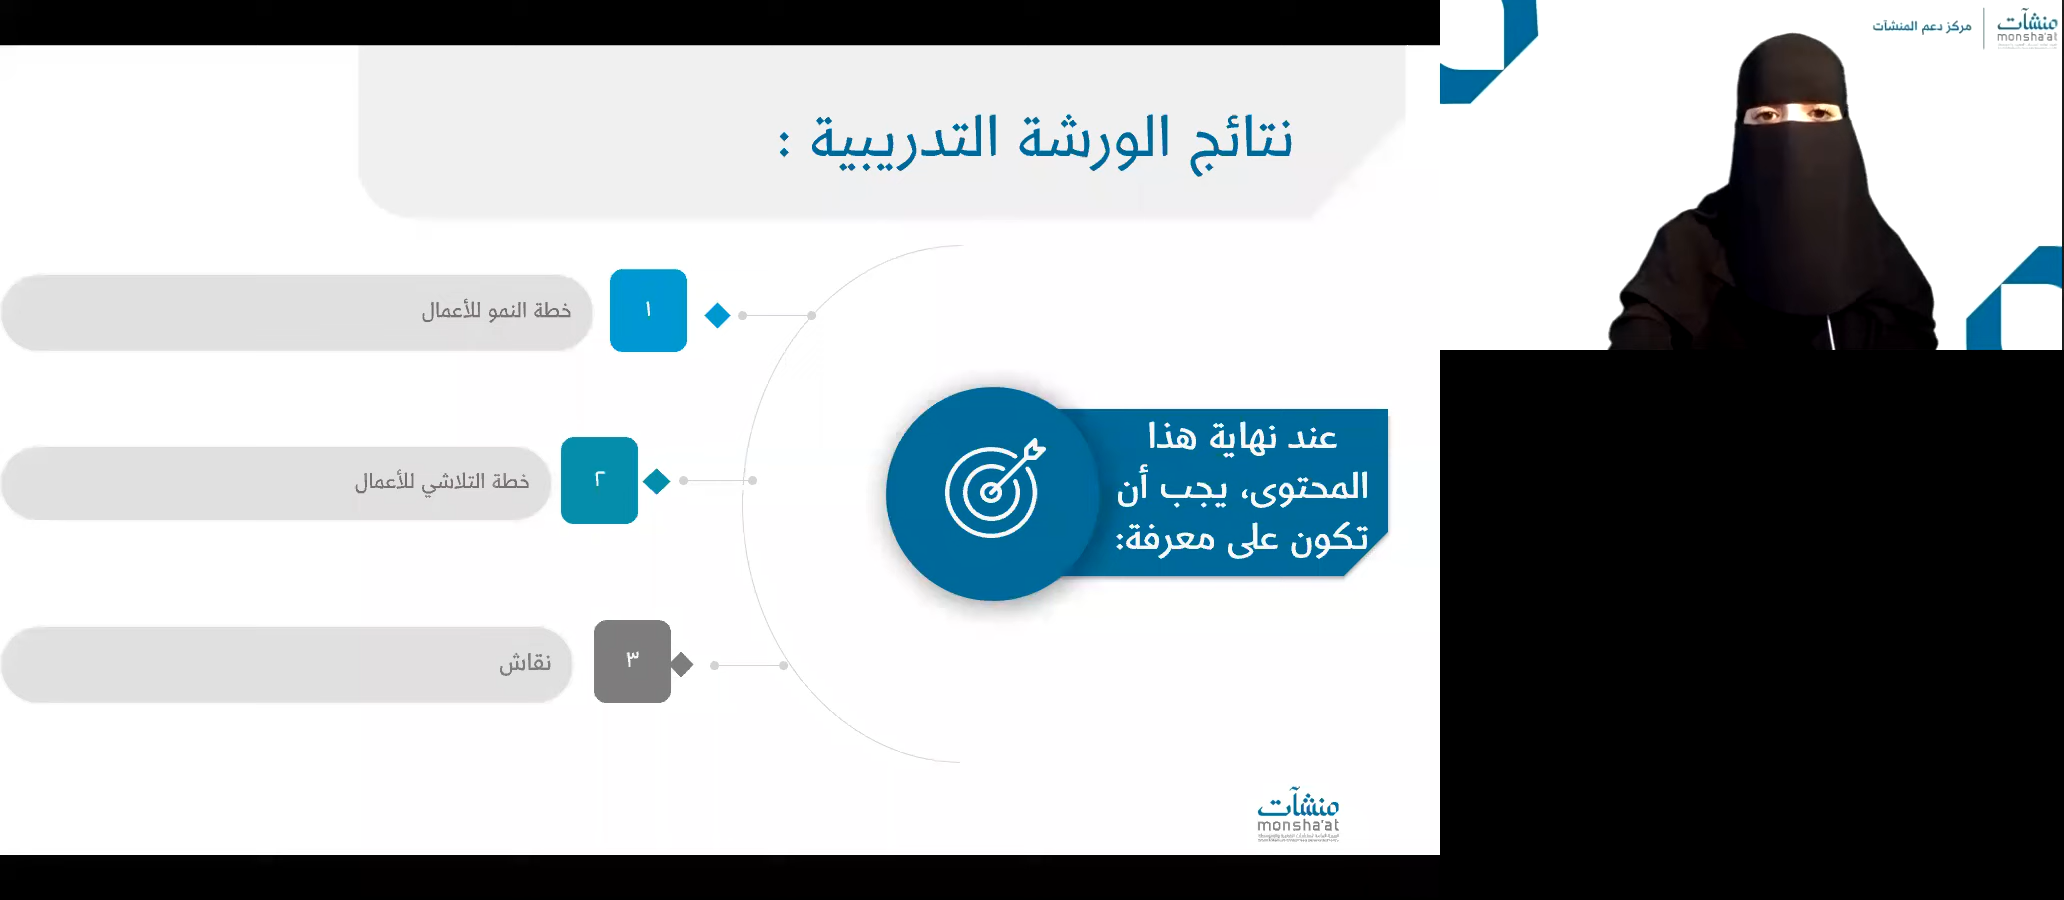 نتائج الورشة التدريبية :
عند نهاية هذا
المحتوى، يجب أن
تكون على معرفة:
١
خطة النمو للأعمال
٢
خطة التلاشي للأعمال
٣
نقاش
منشآت
monsha'at
منشآت
monsha'at
مركز دعم المنشآت